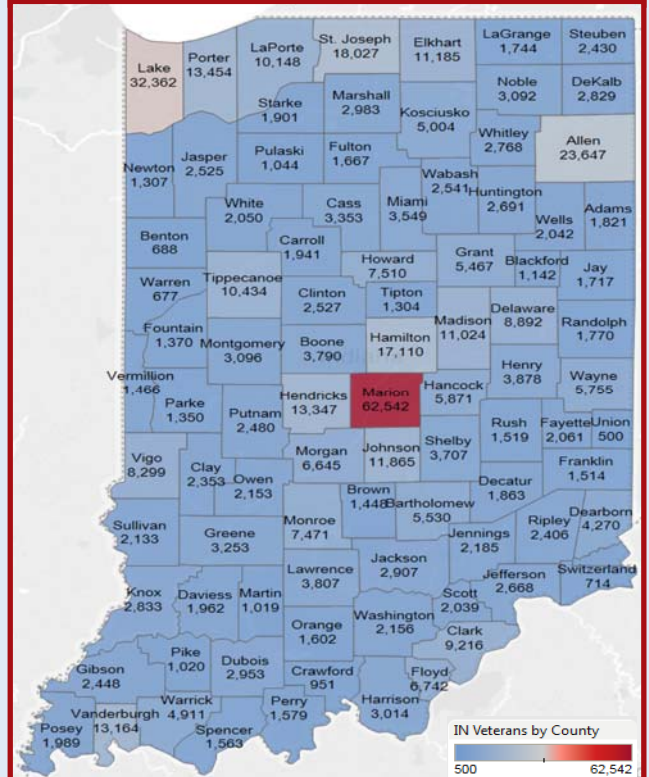 Lake
32,362
Porter
13,454
LaPorte
10,148
St. Joseph
18,027
Elkhart
11,185
LaGrange
1,744
Steuben
2,430
Noble
3,092
DeKalb
2,829
Starke
1,901
Marshall
2,983
Kosciusko
5,004
Whitley
2,768
Allen
23,647
Newton
1,307
Jasper
2,525
Pulaski
1,044
Fulton
1,667
Wabash
2,541
Huntington
2,691
White
2,050
Cass
3,353
Miami
3,549
Wells
2,042
Adams
1,821
Benton
688
Carroll
1,941
Howard
7,510
Grant
5,467
Blackford
1,142
Jay
1,717
Warren
677
Tippecanoe
10,434
Clinton
2,527
Tipton
1,304
Madison
11,024
Delaware
8,892
Randolph
1,770
Fountain
1,370
Montgomery
3,096
Boone
3,790
Hamilton
17,110
Henry
3,878
Wayne
5,755
Vermillion
1,466
Parke
1,350
Putnam
2,480
Hendricks
13,347
Marion
62,542
Hancock
5,871
Rush
1,519
Fayette
2,061
Union
500
Vigo
8,299
Clay
2,353
Owen
2,153
Morgan
6,645
Johnson
11,865
Shelby
3,707
Franklin
1,514
Decatur
1,863
Brown
1,448
Bartholomew
5,530
Sullivan
2,133
Greene
3,253
Monroe
7,471
Jennings
2,185
Ripley
2,406
Dearborn
4,270
Jackson
2,907
Lawrence
3,807
Jefferson
2,668
Switzerland
714
Knox
2,833
Daviess
1,962
Martin
1,019
Scott
2,039
Orange
1,602
Washington
2,156
Clark
9,216
Pike
1,020
Dubois
2,953
Gibson
2,448
Crawford
951
Floyd
6,742
Posey
1,989
Vanderburgh
13,164
Warrick
4,911
Spencer
1,563
Perry
1,579
Harrison
3,014
IN Veterans by County
500 62,542